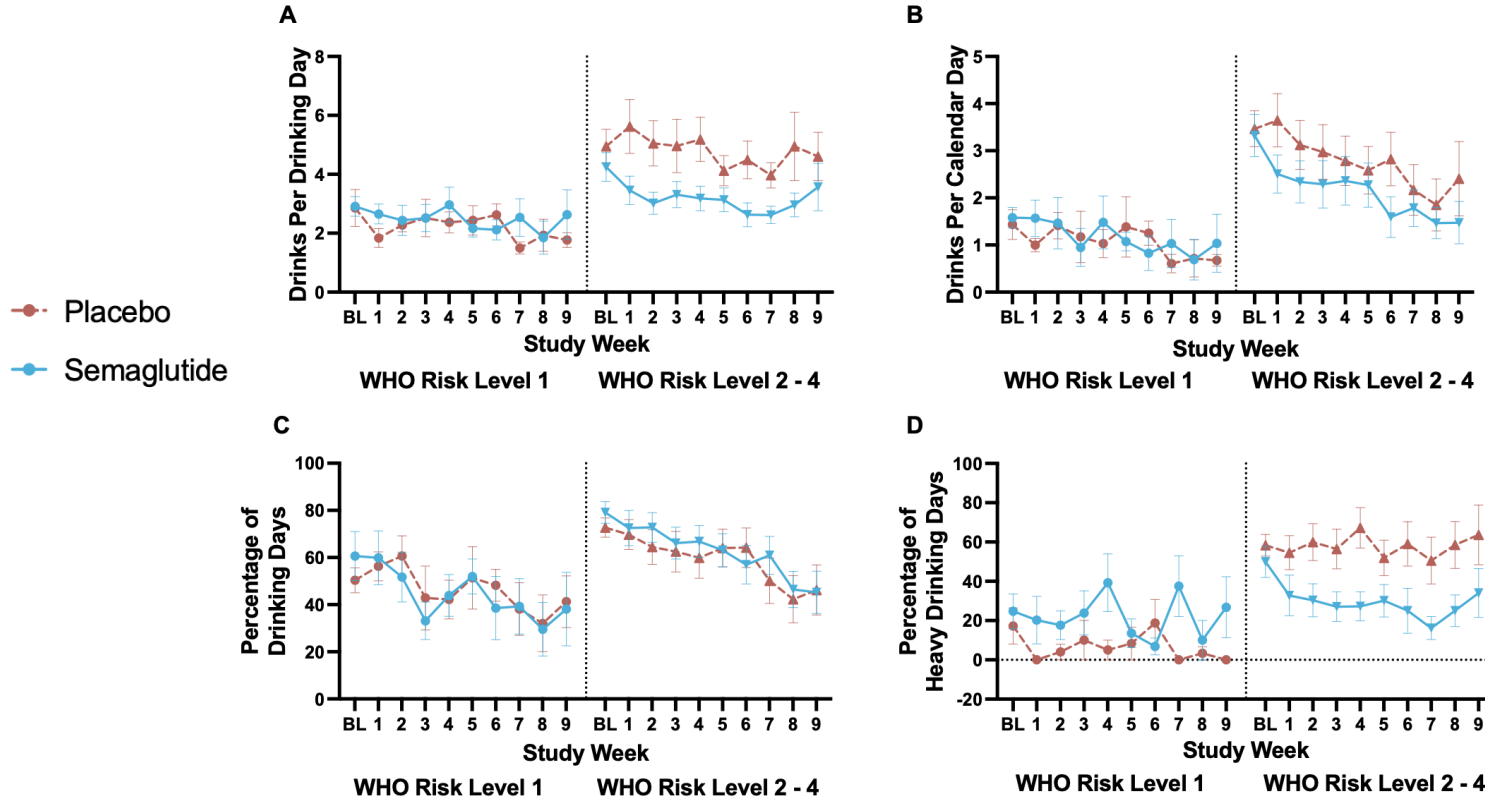 A
Drinks Per Drinking Day
8
6
4
2
0
BL 1 2 3 4 5 6 7 8 9 BL 1 2 3 4 5 6 7 8 9
Study Week
WHO Risk Level 1 WHO Risk Level 2 - 4
B
Drinks Per Calendar Day
5
4
3
2
1
0
BL 1 2 3 4 5 6 7 8 9 BL 1 2 3 4 5 6 7 8 9
Study Week
WHO Risk Level 1 WHO Risk Level 2 - 4
Placebo
Semaglutide
C
Percentage of
Drinking Days
100
80
60
40
20
0
BL 1 2 3 4 5 6 7 8 9 BL 1 2 3 4 5 6 7 8 9
Study Week
WHO Risk Level 1 WHO Risk Level 2 - 4
D
Percentage of
Heavy Drinking Days
100
80
60
40
20
0
-20
BL 1 2 3 4 5 6 7 8 9 BL 1 2 3 4 5 6 7 8 9
Study Week
WHO Risk Level 1 WHO Risk Level 2 - 4